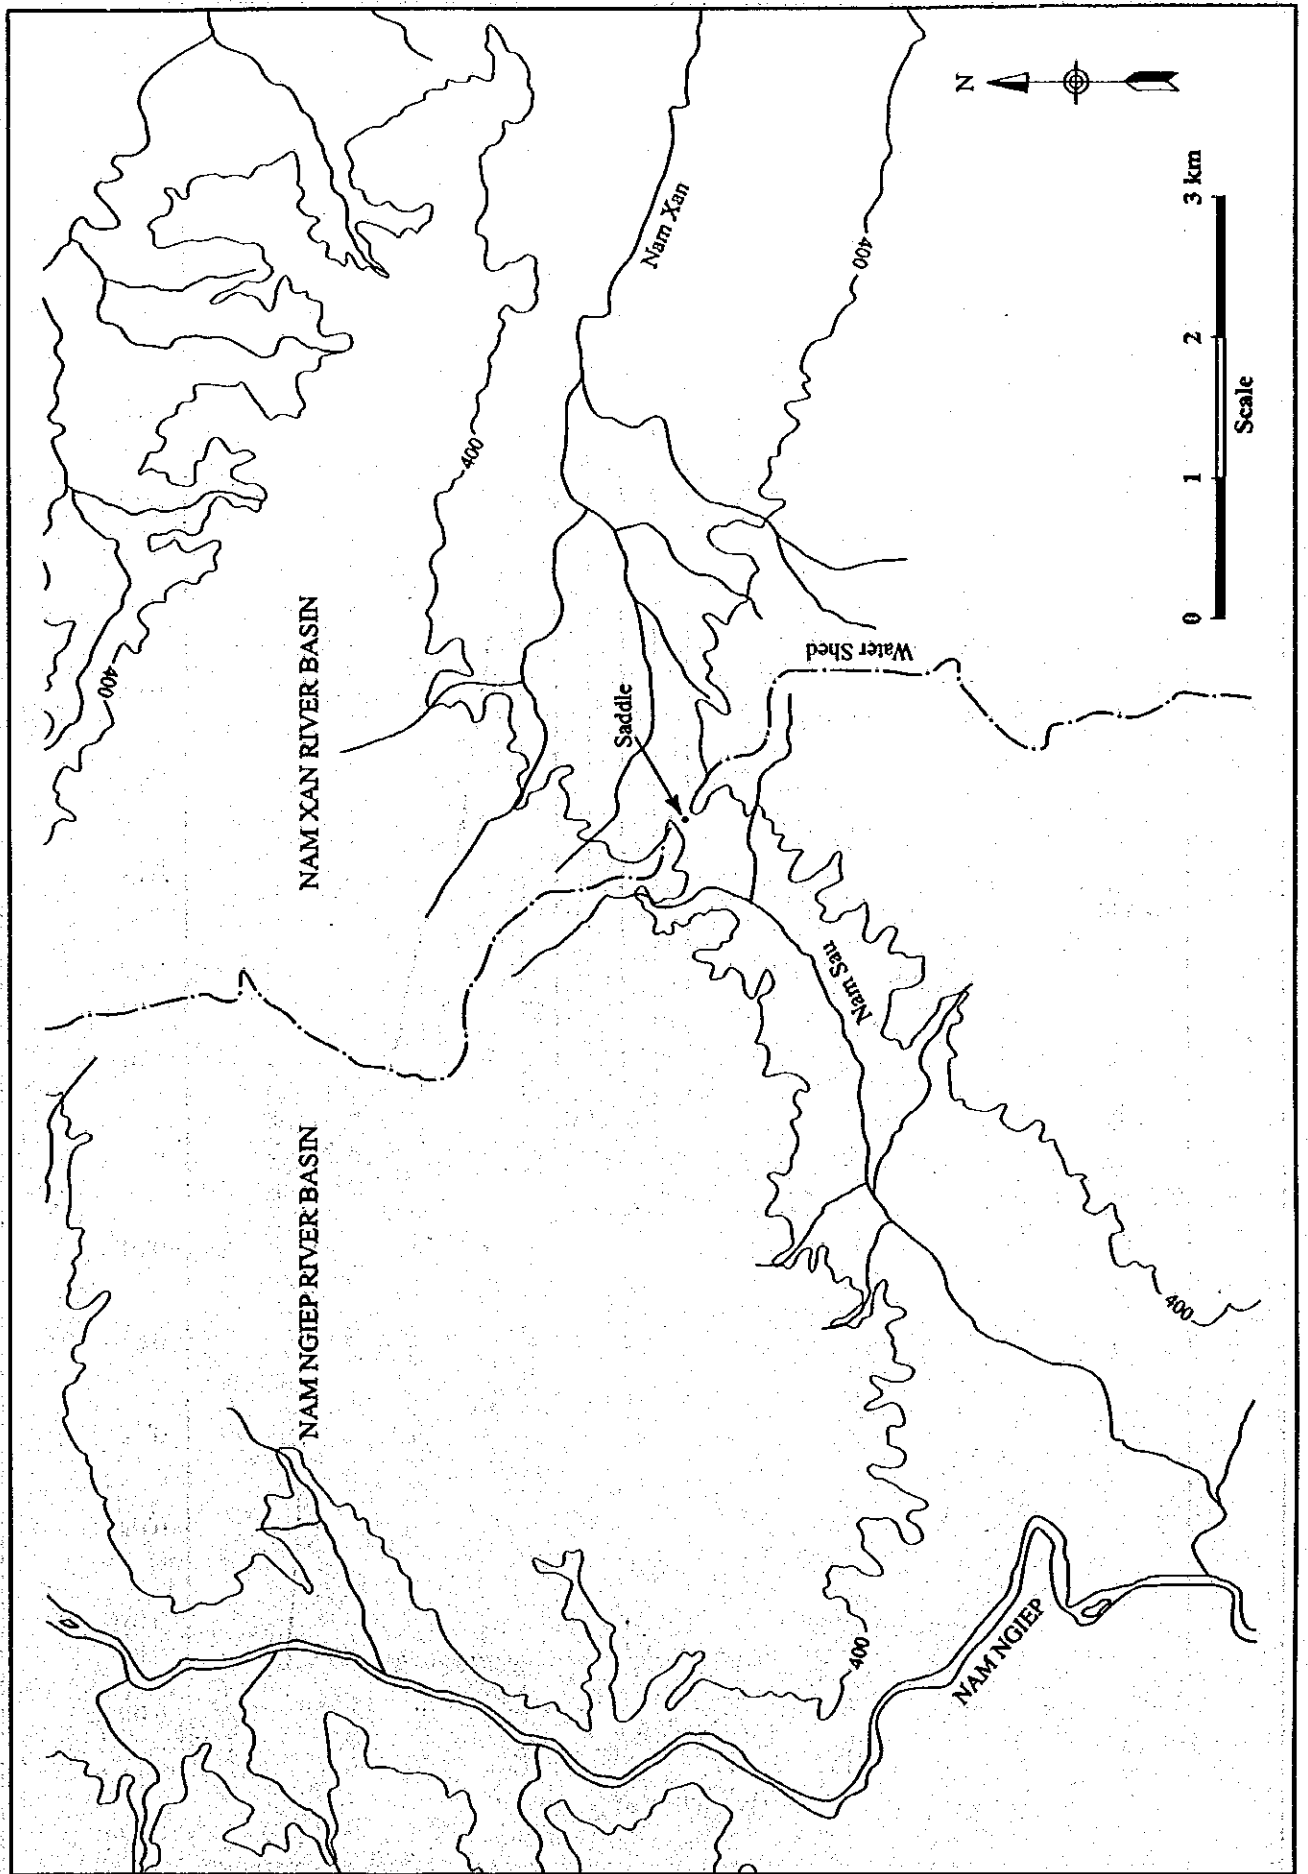 N
NAM XAN RIVER BASIN
NAM NGIEP RIVER BASIN
400
400
Nam Xan
400
Saddle
Water Shed
Nam Sau
400
400
NAM NGIEP
0 1 2 3 km
Scale